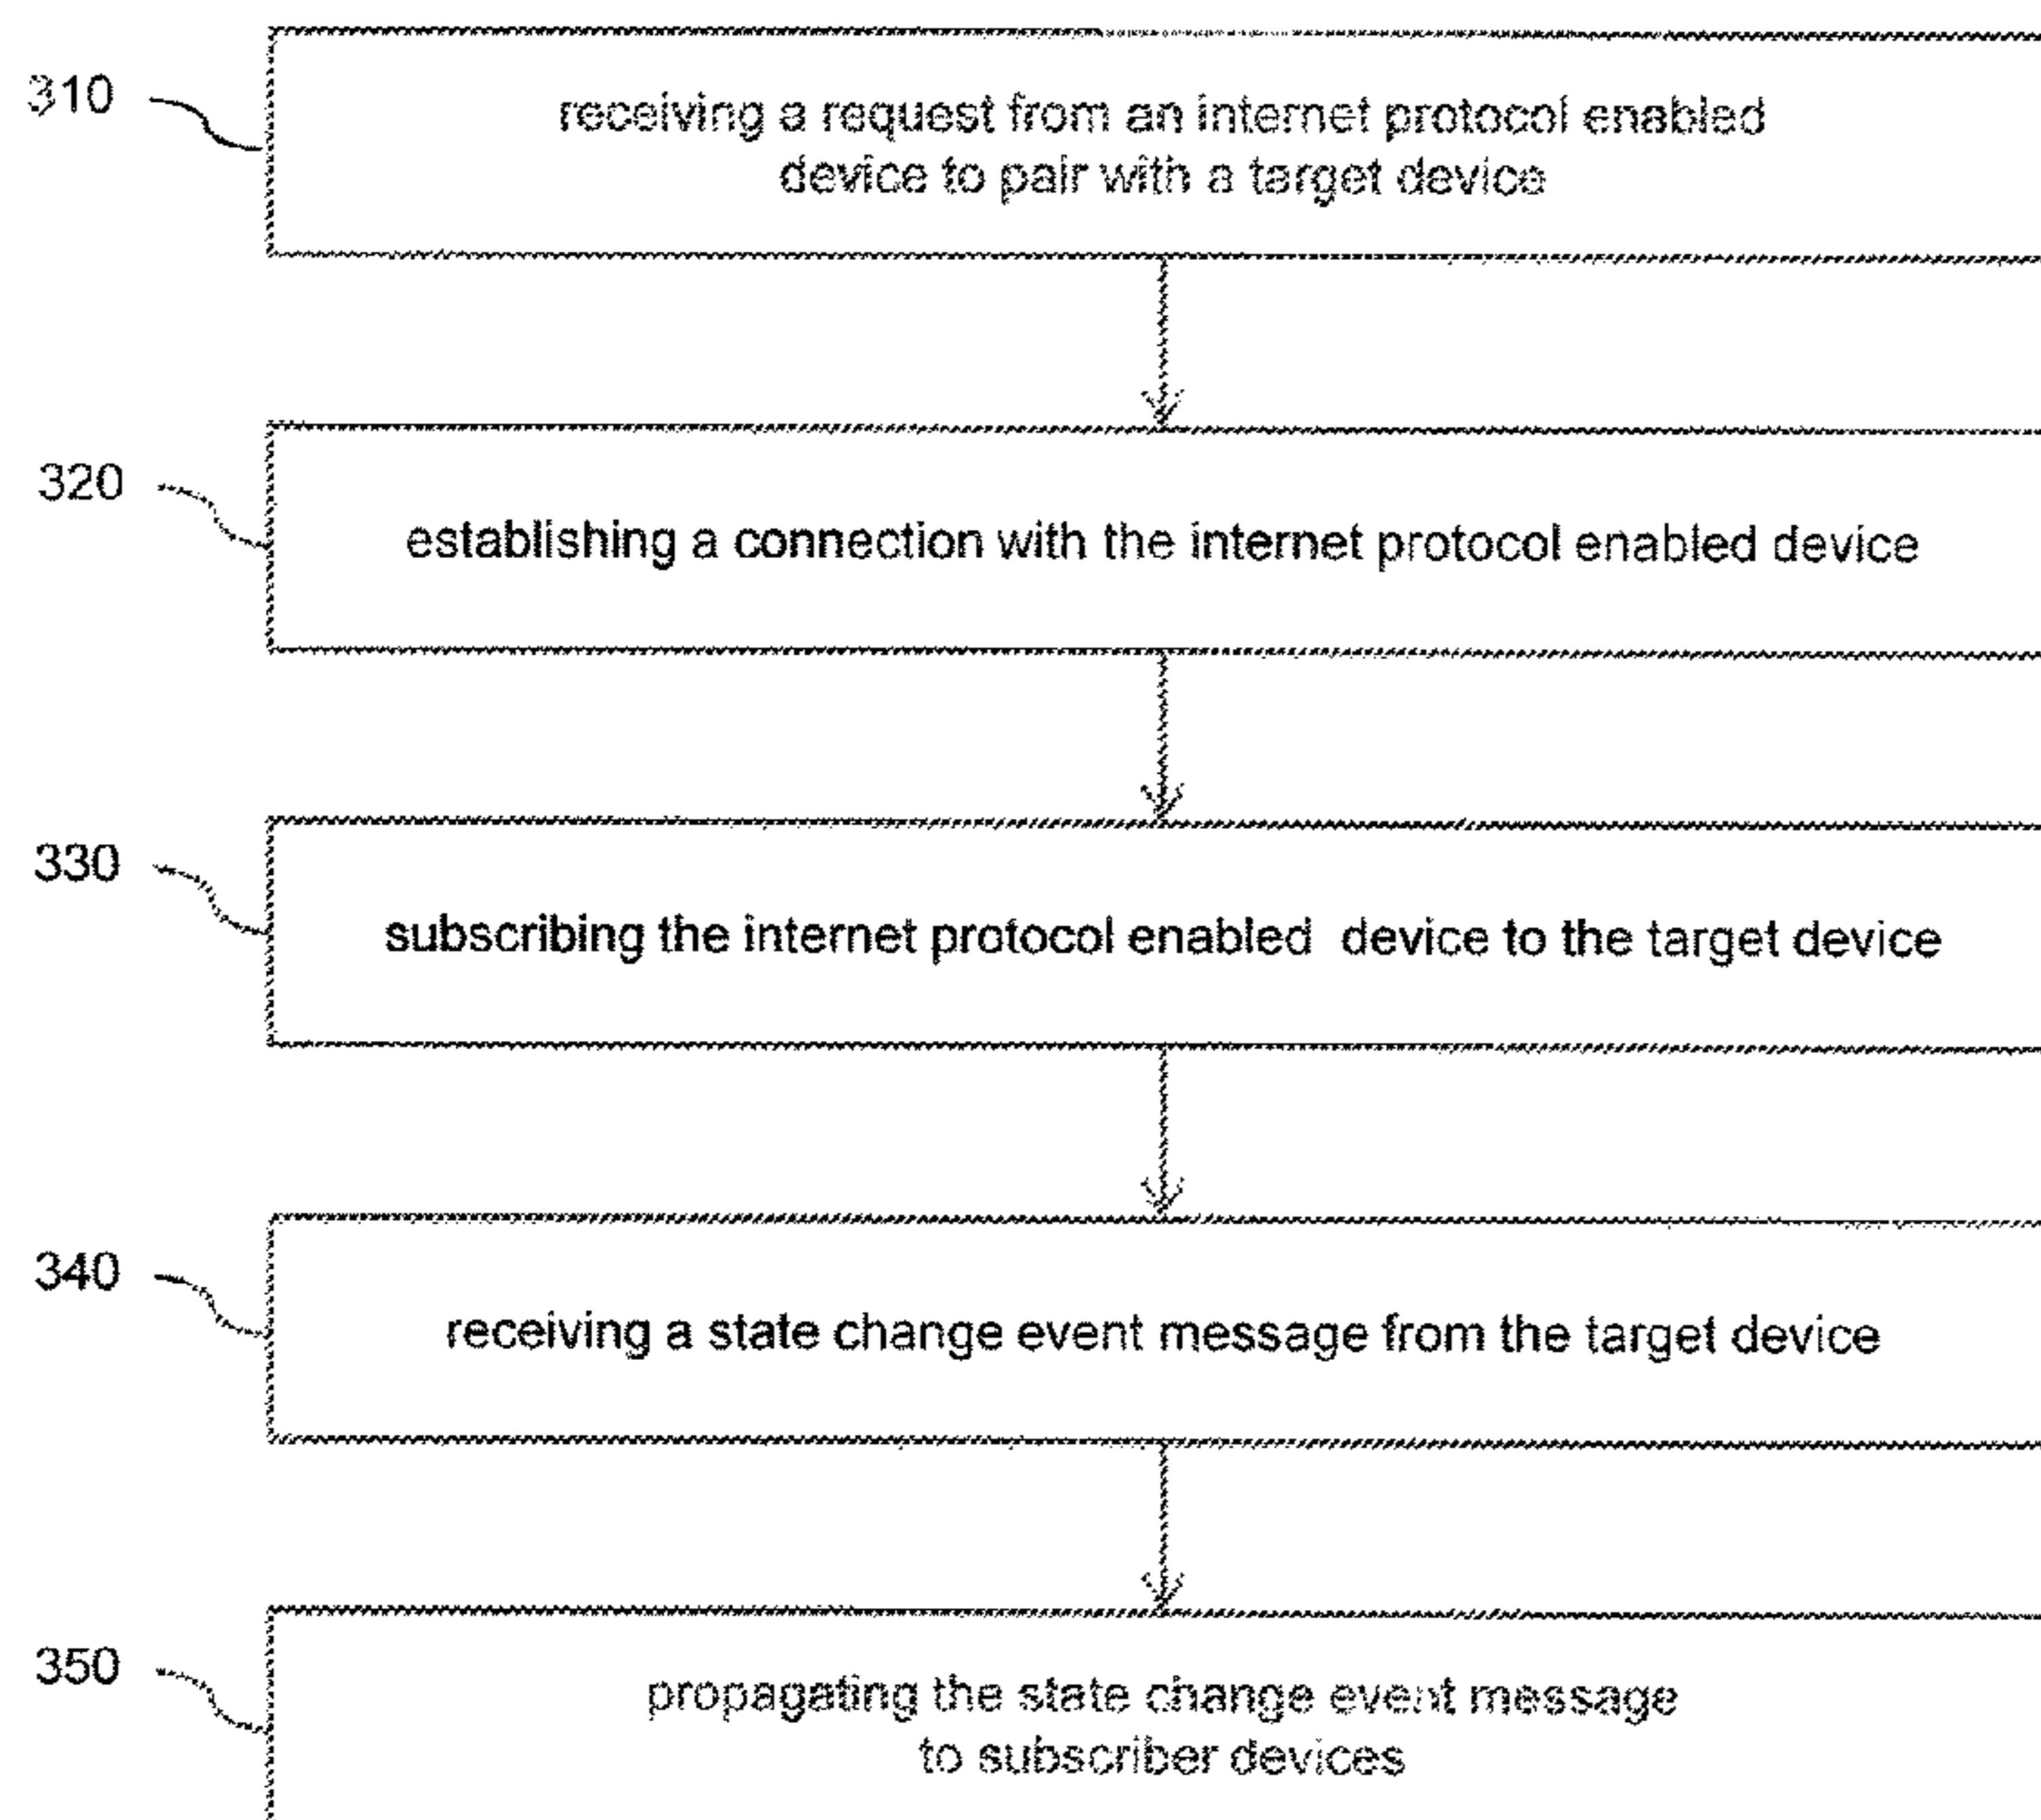 310
receiving a request from an internet protocol enabled
device to pair with a target device
320
establishing a connection with the internet protocol enabled device
330
subscribing the internet protocol enabled device to the target device
340
receiving a state change event message from the target device
350
propagating the state change event message
to subscriber devices